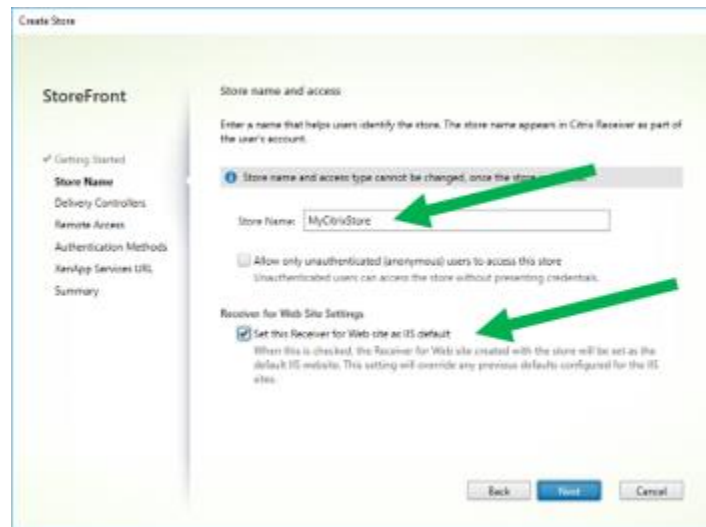 Create Store
StoreFront
✓ Getting Started
Store Name
Delivery Controllers
Remote Access
Authentication Methods
XenApp Services URL
Summary
Store name and access
Enter a name that helps users identify the store. The store name appears in Citrix Receiver as part of
the user's account.
Store name and access type cannot be changed, once the store
Store Name: MyCitrixStore
Allow only unauthenticated (anonymous) users to access this store
Unauthenticated users can access the store without presenting credentials.
Receiver for Web Site Settings
Set this Receiver for Web site as IIS default
When this is checked, the Receiver for Web site created with the store will be set as the
default IIS website. This setting will override any previous defaults configured for the IIS
sites.
Back Next Cancel